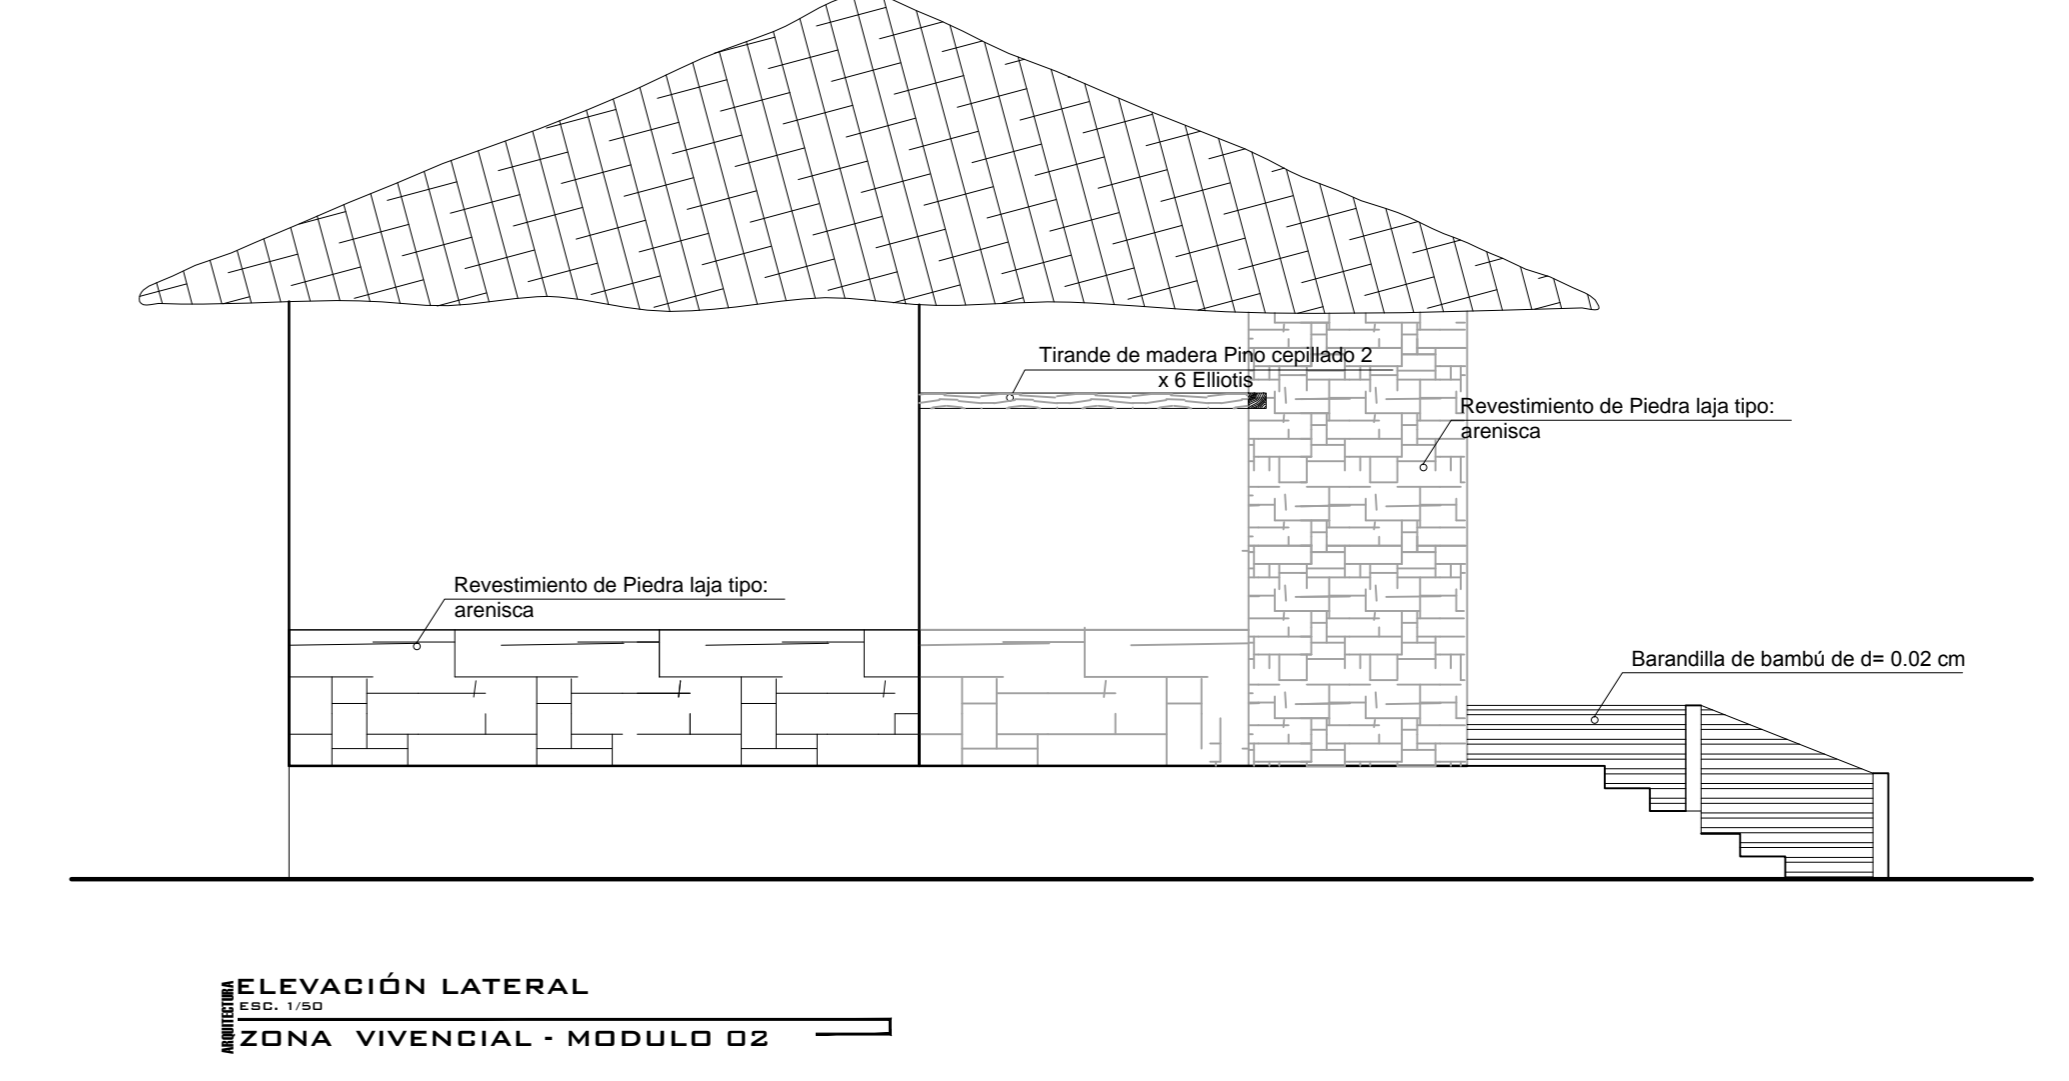 Tirande de madera Pino cepillado 2
x 6 Elliotis
Revestimiento de Piedra laja tipo:
arenisca
Revestimiento de Piedra laja tipo:
arenisca
Barandilla de bambú de d= 0.02 cm
ARQUITECTURA
ELEVACIÓN LATERAL
ESC. 1/50
ZONA VIVENCIAL - MODULO 02